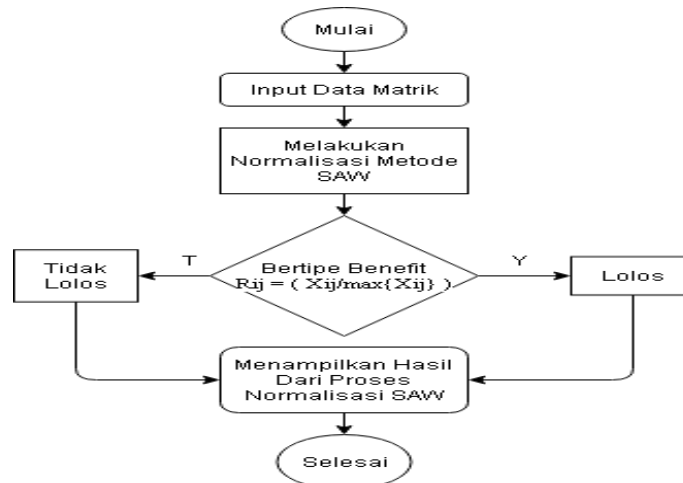 Mulai
Input Data Matrik
Melakukan
Normalisasi Metode
SAW
T
Bertipe Benefit
Y
Rij = ( Xij/max{Xij} )
Tidak
Lolos
Lolos
Menampilkan Hasil
Dari Proses
Normalisasi SAW
Selesai